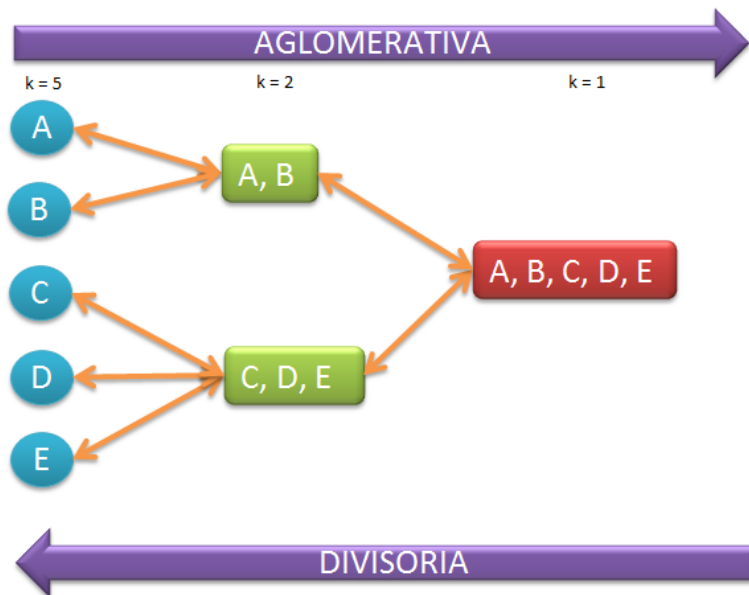 AGLOMERATIVA
k = 5
k = 2
k = 1
A
B
C
D
E
A, B
C, D, E
A, B, C, D, E
DIVISORIA